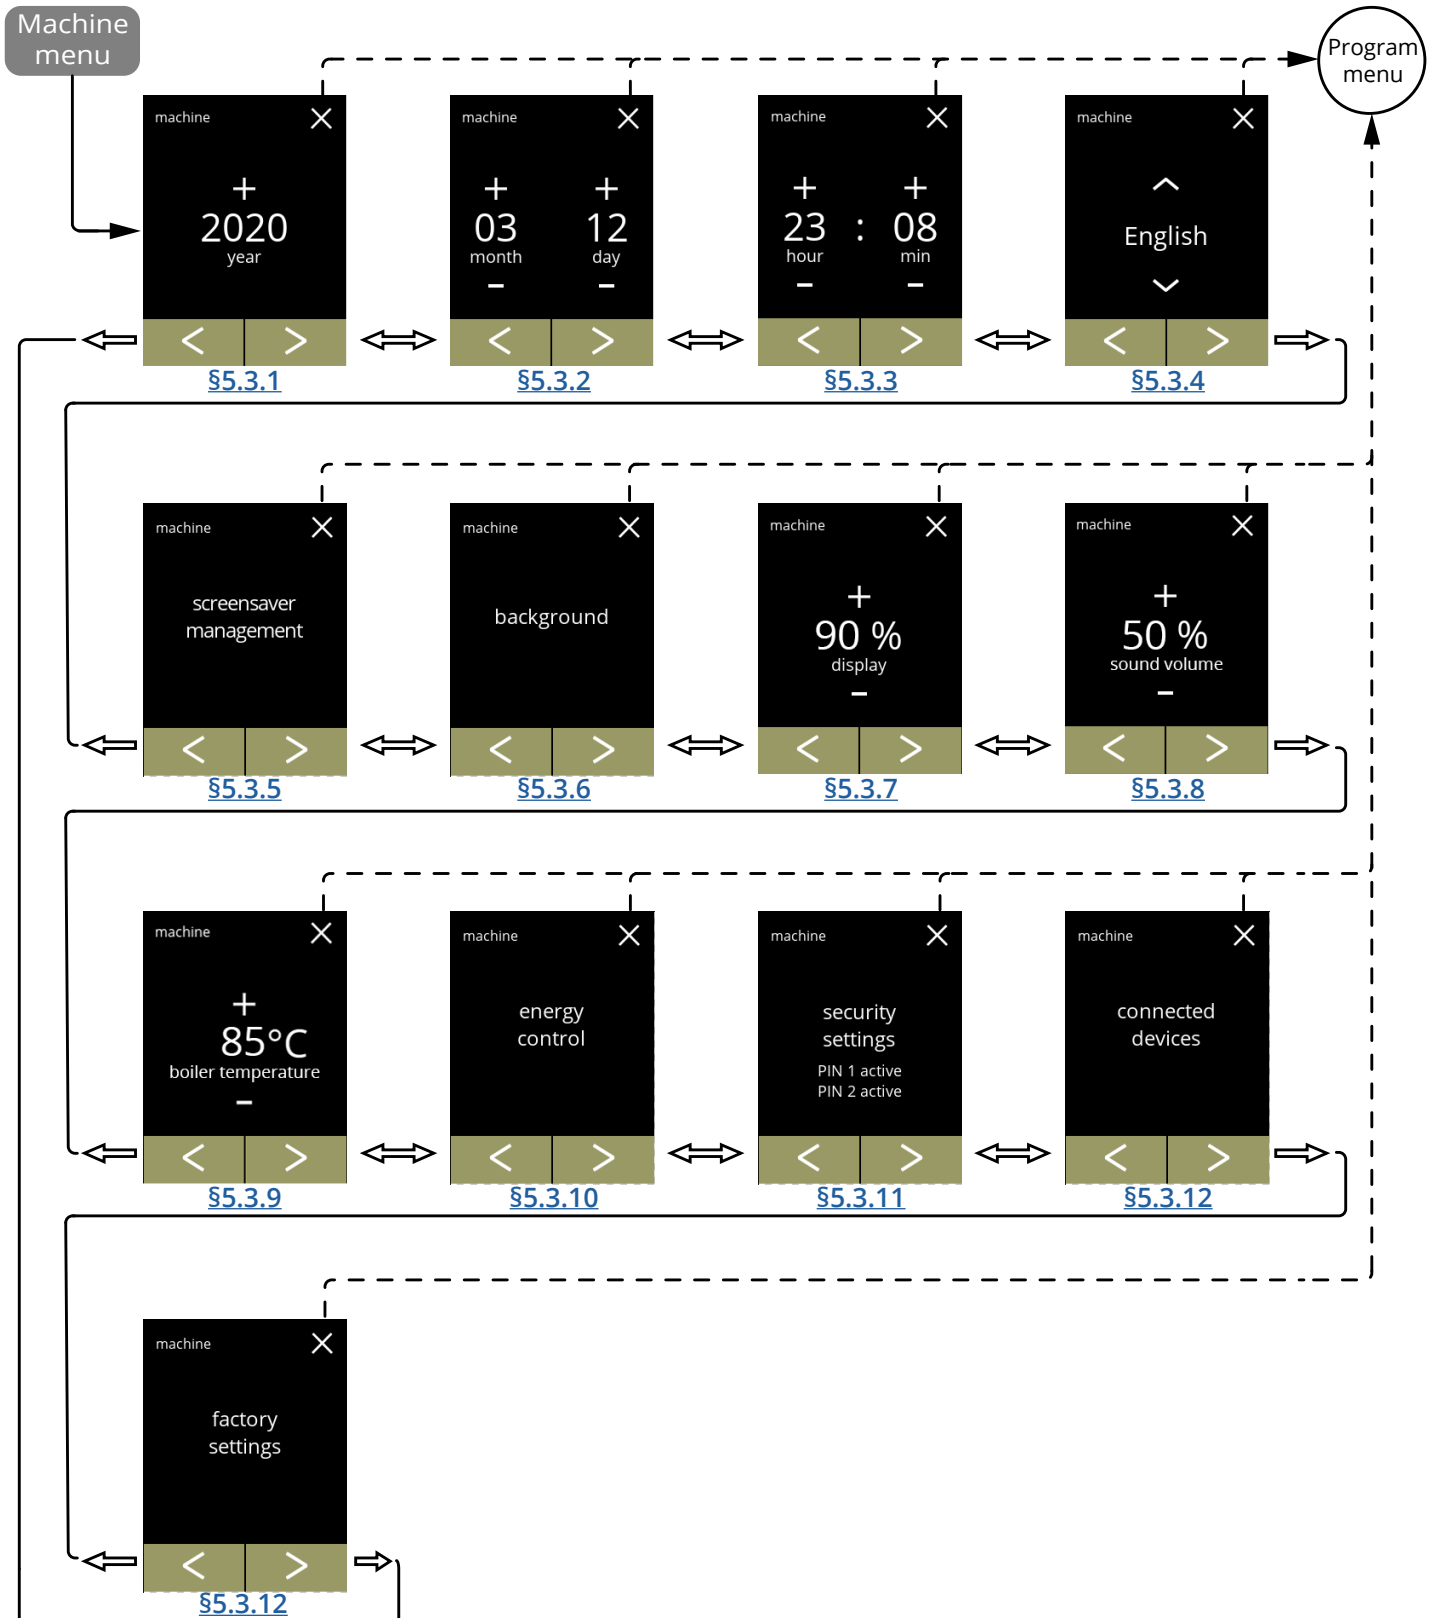 Machine
menu
Program
menu
machine
+
2020
year
machine
+ +
03 12
month day
- -
machine
+ +
23 : 08
hour min
- -
machine
English
§5.3.1
§5.3.2
§5.3.3
§5.3.4
machine
screensaver
management
machine
background
machine
+
90 %
display
-
machine
+
50 %
sound volume
-
§5.3.5
§5.3.6
§5.3.7
§5.3.8
machine
+
85°C
boiler temperature
-
machine
energy
control
machine
security
settings
PIN 1 active
PIN 2 active
machine
connected
devices
§5.3.9
§5.3.10
§5.3.11
§5.3.12
machine
factory
settings
§5.3.12